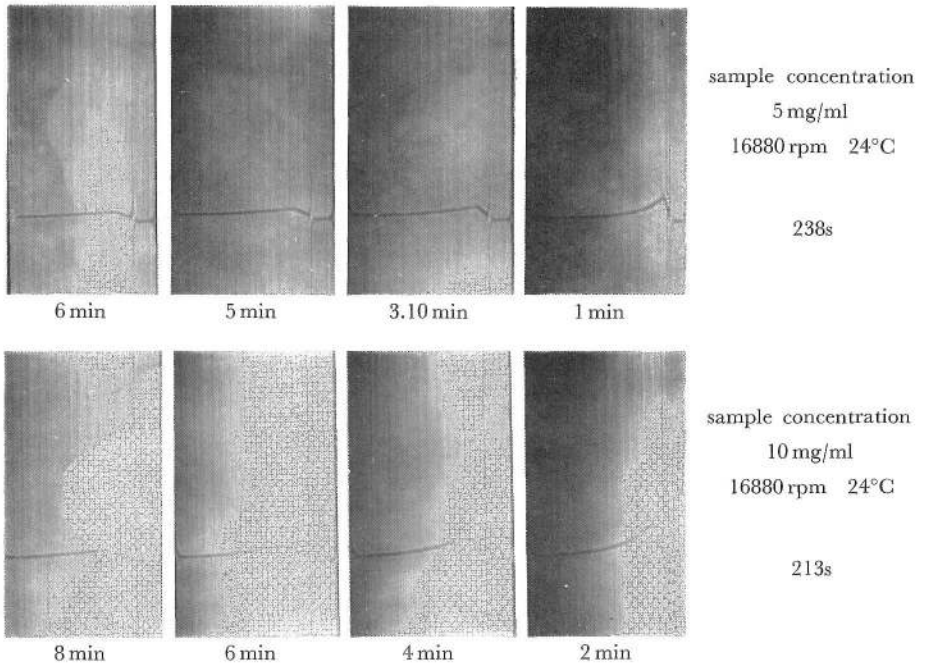 sample concentration
5 mg/ml
16880 rpm 24°C
238s
6 min
5 min
3.10 min
1 min
sample concentration
10 mg/ml
16880 rpm 24°C
213s
8 min
6 min
4 min
2 min